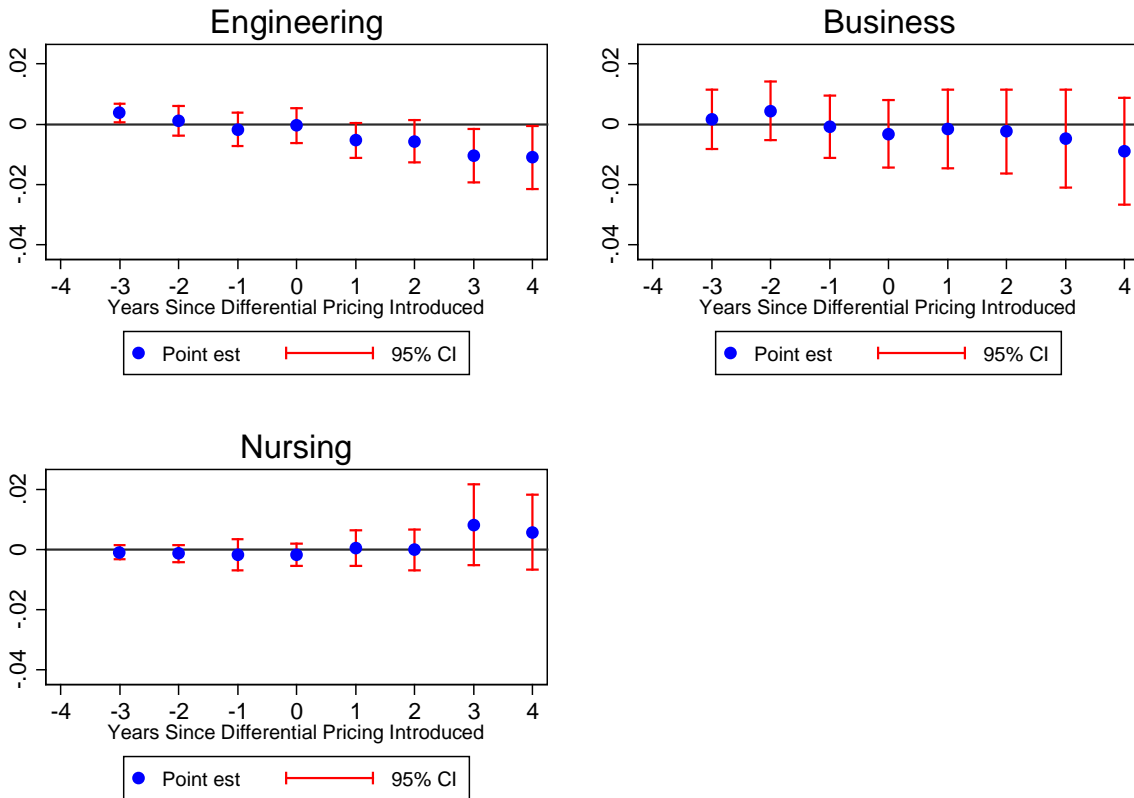 Engineering
.02
0
-.02
-.04
-4 -3 -2 -1 0 1 2 3 4
Years Since Differential Pricing Introduced
Point est 95% CI
Business
.02
0
-.02
-.04
-4 -3 -2 -1 0 1 2 3 4
Years Since Differential Pricing Introduced
Point est 95% CI
Nursing
.02
0
-.02
-.04
-4 -3 -2 -1 0 1 2 3 4
Years Since Differential Pricing Introduced
Point est 95% CI